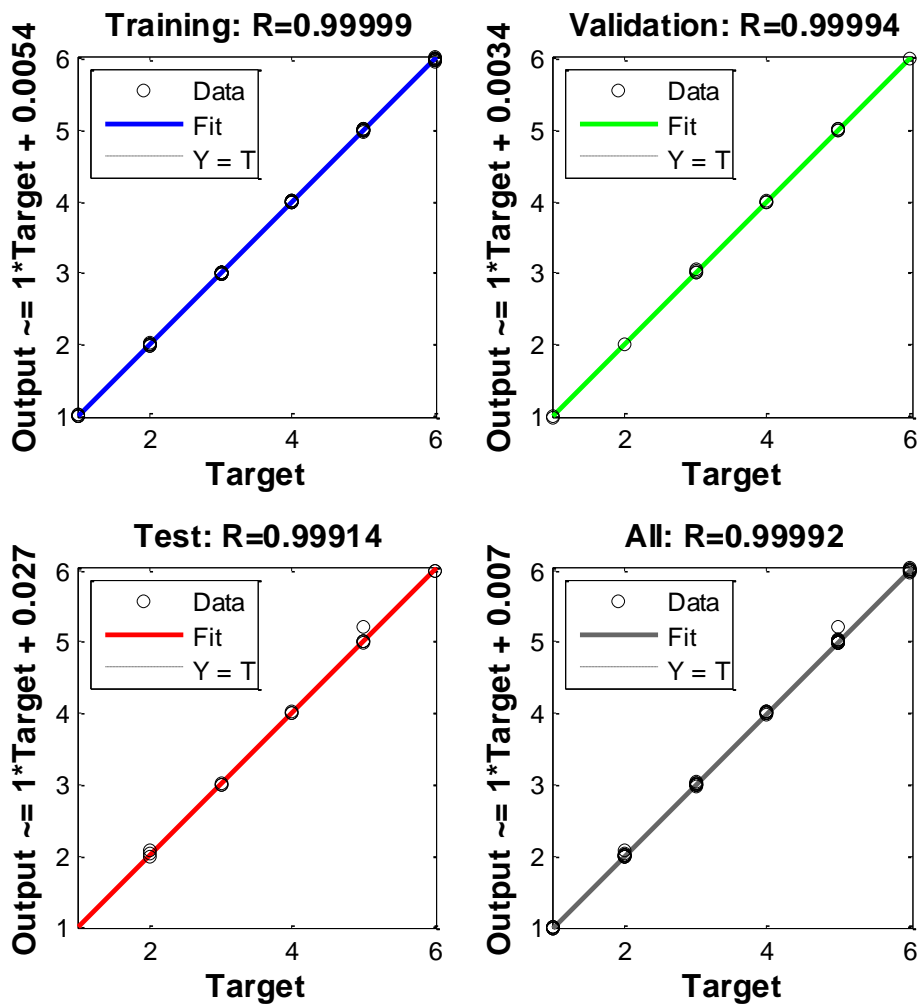 Training: R=0.99999
Output ~= 1*Target + 0.0054
6
5
4
3
2
1
Data
Fit
Y = T
2
4
6
Target
Validation: R=0.99994
Output ~= 1*Target + 0.0034
6
5
4
3
2
1
Data
Fit
Y = T
2
4
6
Target
Test: R=0.99914
Output ~= 1*Target + 0.027
6
5
4
3
2
1
Data
Fit
Y = T
2
4
6
Target
All: R=0.99992
Output ~= 1*Target + 0.007
6
5
4
3
2
1
Data
Fit
Y = T
2
4
6
Target